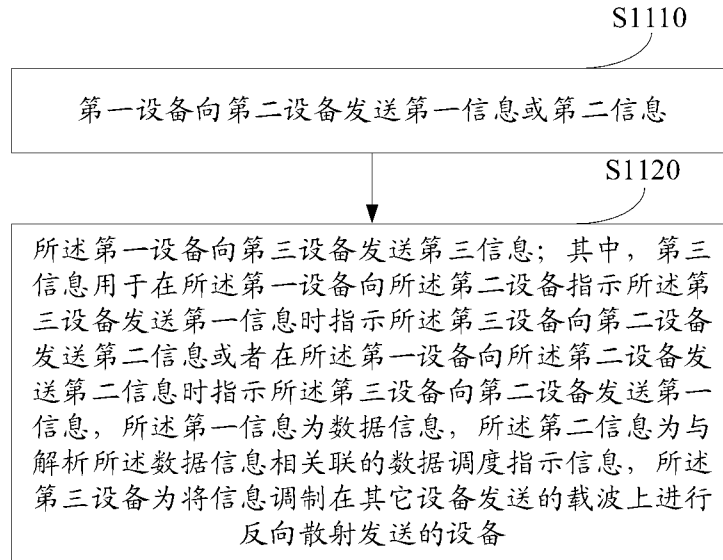 S1110
第一设备向第二设备发送第一信息或第二信息
S1120
所述第一设备向第三设备发送第三信息；其中，第三
信息用于在所述第一设备向所述第二设备指示所述第
三设备发送第一信息时指示所述第三设备向第二设备
发送第二信息或者在所述第一设备向所述第二设备发
送第二信息时指示所述第三设备向第二设备发送第一
信息，所述第一信息为数据信息，所述第二信息为与
解析所述数据信息相关联的数据调度指示信息，所述
第三设备为将信息调制在其它设备发送的载波上进行
反向散射发送的设备